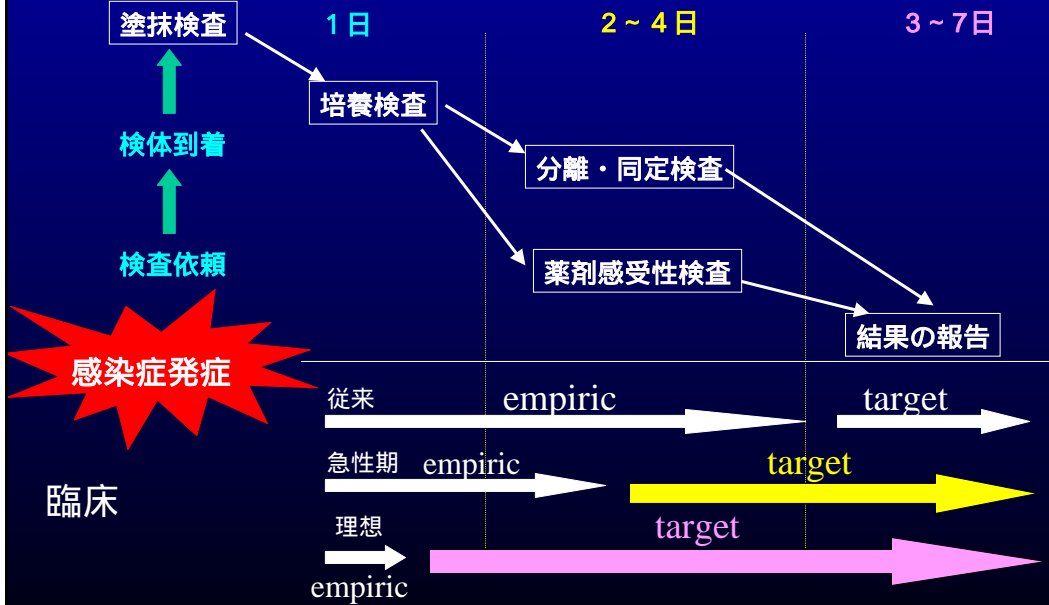 塗抹検査
1日
2~4日
3~7日
培養検査
検体到着
分離・同定検査
検査依頼
薬剤感受性検査
結果の報告
感染症発症
従来
empiric
target
急性期
empiric
target
臨床
理想
target
empiric